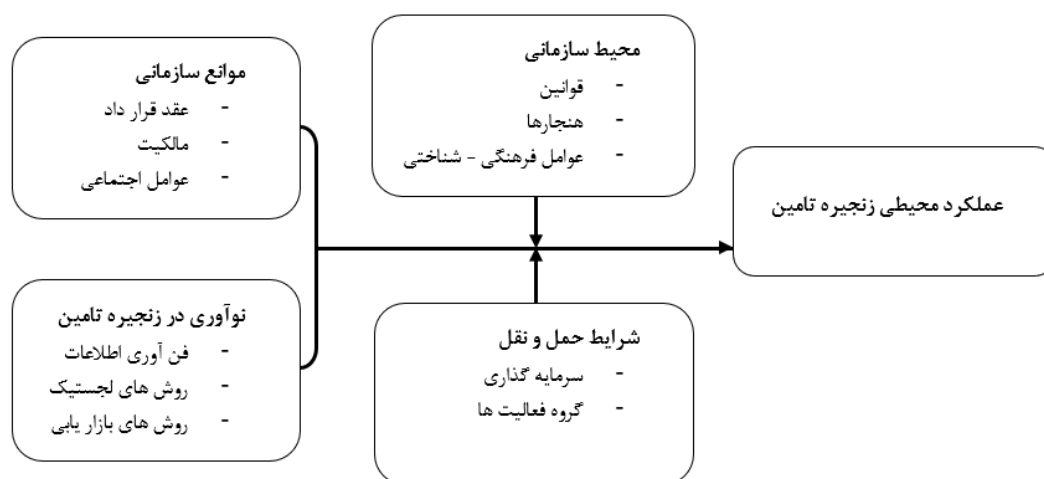 موانع سازمانی
- عقد قرار داد
- مالکیت
- عوامل اجتماعی
محیط سازمانی
- قوانین
- هنجارها
- عوامل فرهنگی - شناختی
عملکرد محیطی زنجیره تامین
نوآوری در زنجیره تامین
- فن آوری اطلاعات
- روش های لجستیک
- روش های بازار یابی
شرایط حمل و نقل
- سرمایه گذاری
- گروه فعالیت ها